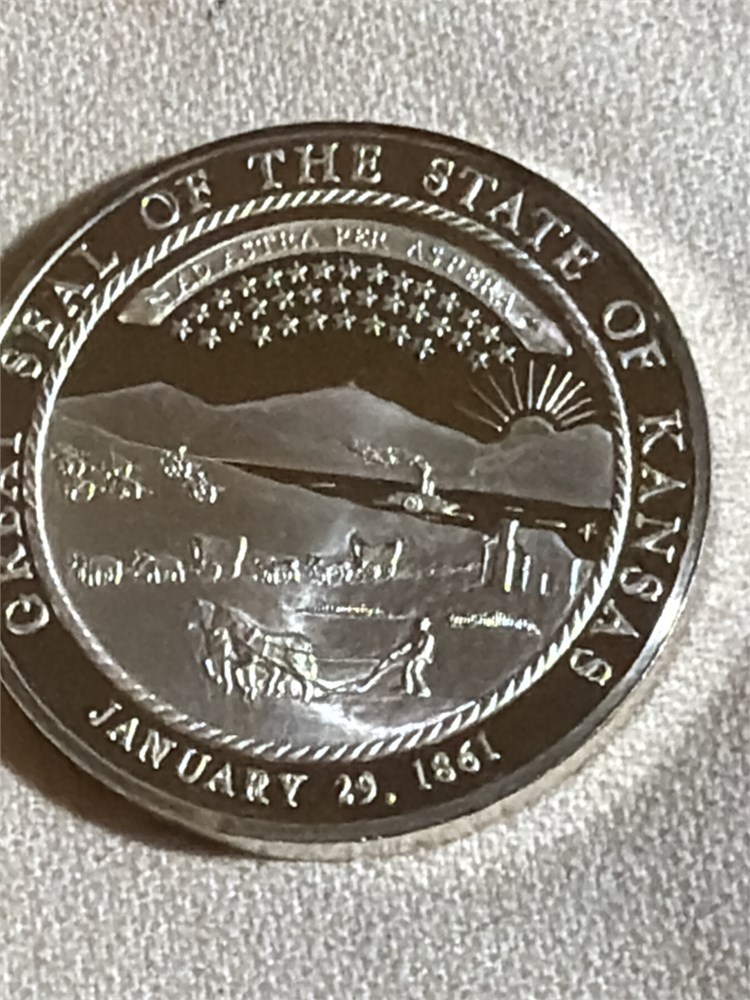 GREAT SEAL OF THE STATE OF KANSAS
AD ASTRA PER ASPERA
JANUARY 29, 1861